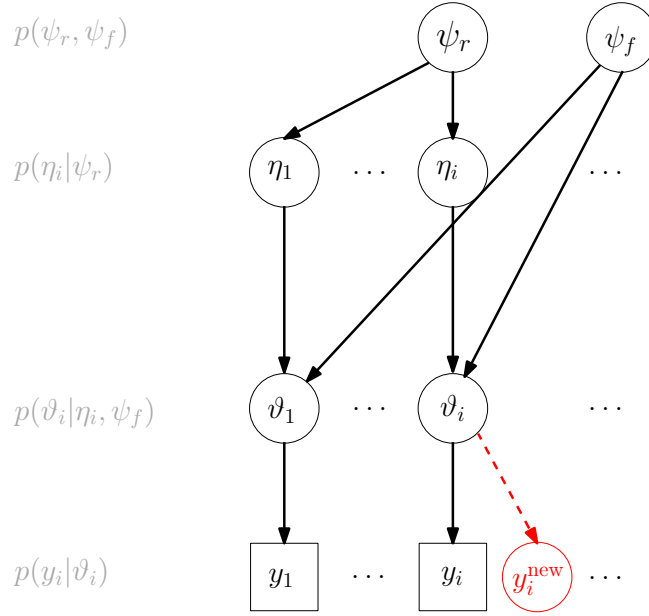 p(ψ_r, ψ_f) ψ_r ψ_f
p(η_i|ψ_r) η_1 ··· η_i ···
p(ϑ_i|η_i, ψ_f) ϑ_1 ··· ϑ_i ···
p(y_i|ϑ_i) y_1 ··· y_i y_i^new ···